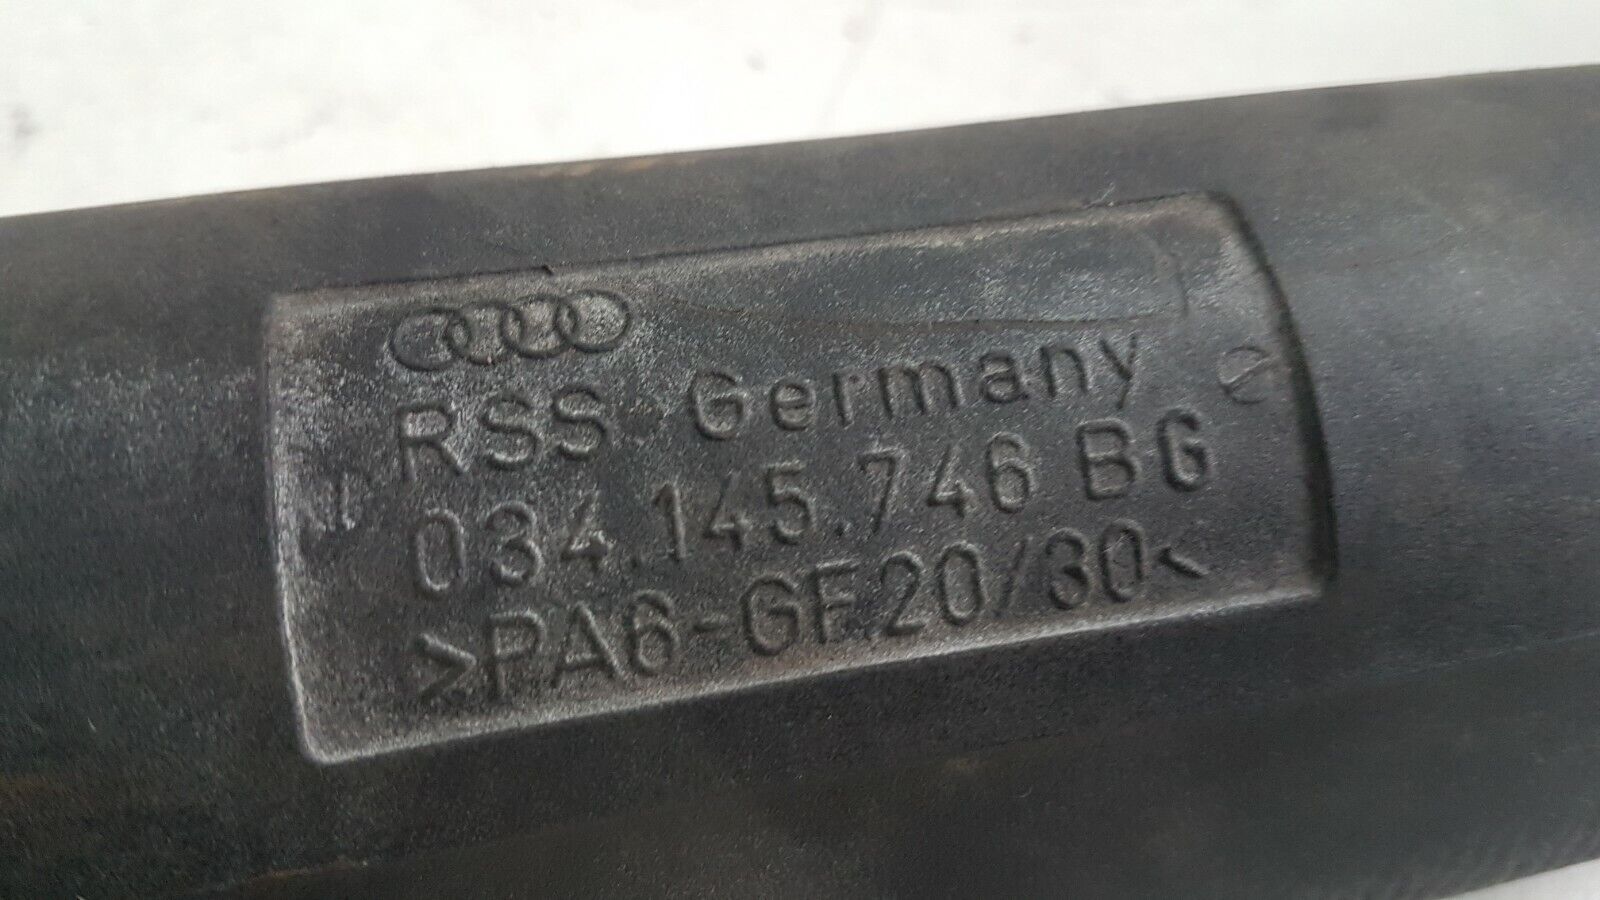 RSS Germany
034.145.746 BG
>PA6-GF20/30<